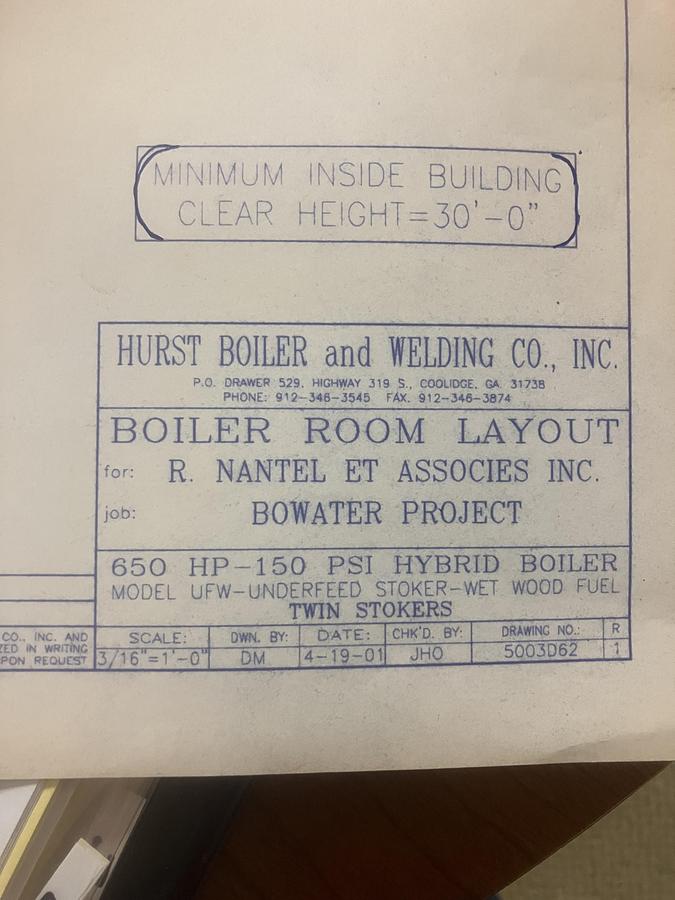 MINIMUM INSIDE BUILDING
CLEAR HEIGHT=30'-0"
HURST BOILER and WELDING CO., INC.
P.O. DRAWER 529, HIGHWAY 319 S., COOLIDGE, GA. 31738
PHONE: 912-346-3545 FAX. 912-346-3874
BOILER ROOM LAYOUT
for: R. NANTEL ET ASSOCIES INC.
job: BOWATER PROJECT
650 HP-150 PSI HYBRID BOILER
MODEL UFW-UNDERFEED STOKER-WET WOOD FUEL
TWIN STOKERS
CO., INC. AND
ZED IN WRITING
PON REQUEST
SCALE: DWN. BY: DATE: CHK'D. BY: DRAWING NO.: R
3/16"=1'-0" DM 4-19-01 JHO 5003D62 1